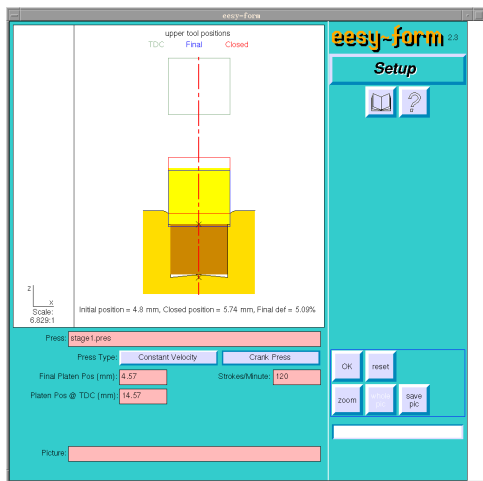 eesy-form
upper tool positions
TDC Final Closed
eesy-form 2.3
Setup
?
z
x
Scale:
6.829:1
Initial position = 4.8 mm, Closed position = 5.74 mm, Final def = 5.09%
Press: stage1.pres
Press Type: Constant Velocity Crank Press
Final Platen Pos (mm): 4.57 Strokes/Minute: 120
Platen Pos @ TDC (mm): 14.57
Picture:
OK reset
zoom save
pic